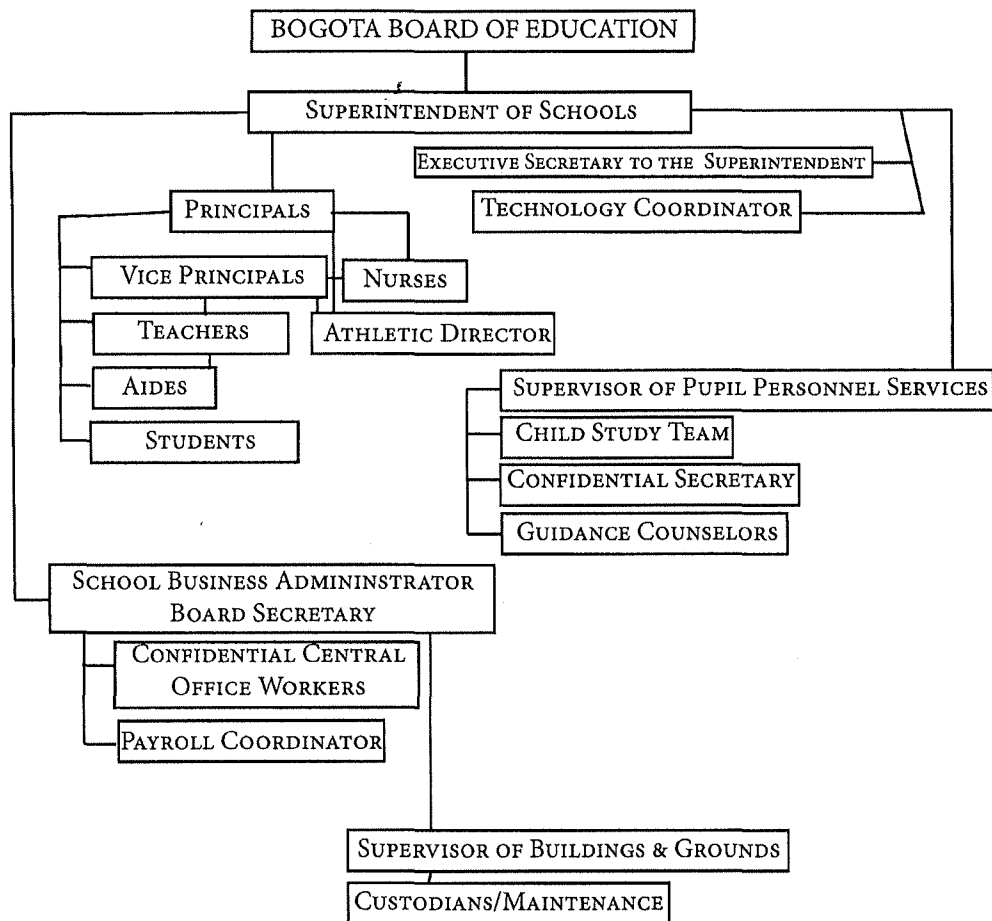 BOGOTA BOARD OF EDUCATION
SUPERINTENDENT OF SCHOOLS
EXECUTIVE SECRETARY TO THE SUPERINTENDENT
PRINCIPALS
TECHNOLOGY COORDINATOR
VICE PRINCIPALS
NURSES
TEACHERS
ATHLETIC DIRECTOR
AIDES
SUPERVISOR OF PUPIL PERSONNEL SERVICES
STUDENTS
CHILD STUDY TEAM
CONFIDENTIAL SECRETARY
GUIDANCE COUNSELORS
SCHOOL BUSINESS ADMININSTRATOR
BOARD SECRETARY
CONFIDENTIAL CENTRAL
OFFICE WORKERS
PAYROLL COORDINATOR
SUPERVISOR OF BUILDINGS & GROUNDS
CUSTODIANS/MAINTENANCE